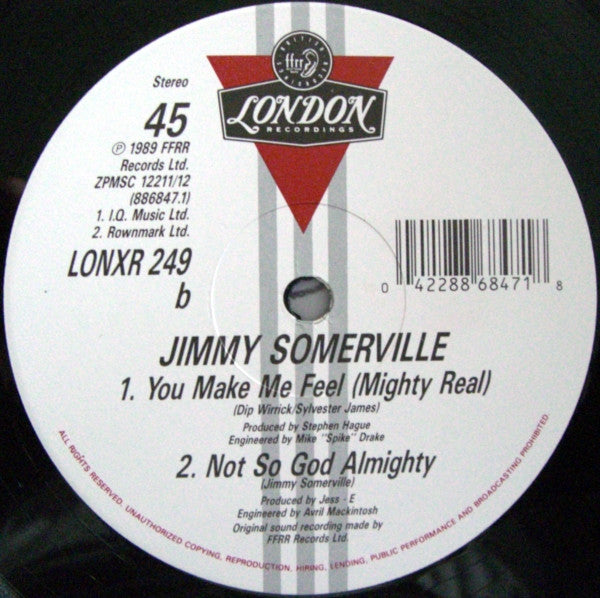 BRITISH
ffrr
RECORDINGS
LONDON
RECORDINGS
Stereo
45
℗ 1989 FFRR
Records Ltd.
ZPMSC 12211/12
(886847.1)
1. I.Q. Music Ltd.
2. Rownmark Ltd.
LONXR 249
b
0 42288 68471 8
JIMMY SOMERVILLE
1. You Make Me Feel (Mighty Real)
(Dip Wirrick/Sylvester James)
Produced by Stephen Hague
Engineered by Mike "Spike" Drake
2. Not So God Almighty
(Jimmy Somerville)
Produced by Jess - E
Engineered by Avril Mackintosh
Original sound recording made by
FFRR Records Ltd.
ALL RIGHTS RESERVED. UNAUTHORIZED COPYING, REPRODUCTION, HIRING, LENDING, PUBLIC PERFORMANCE AND BROADCASTING PROHIBITED